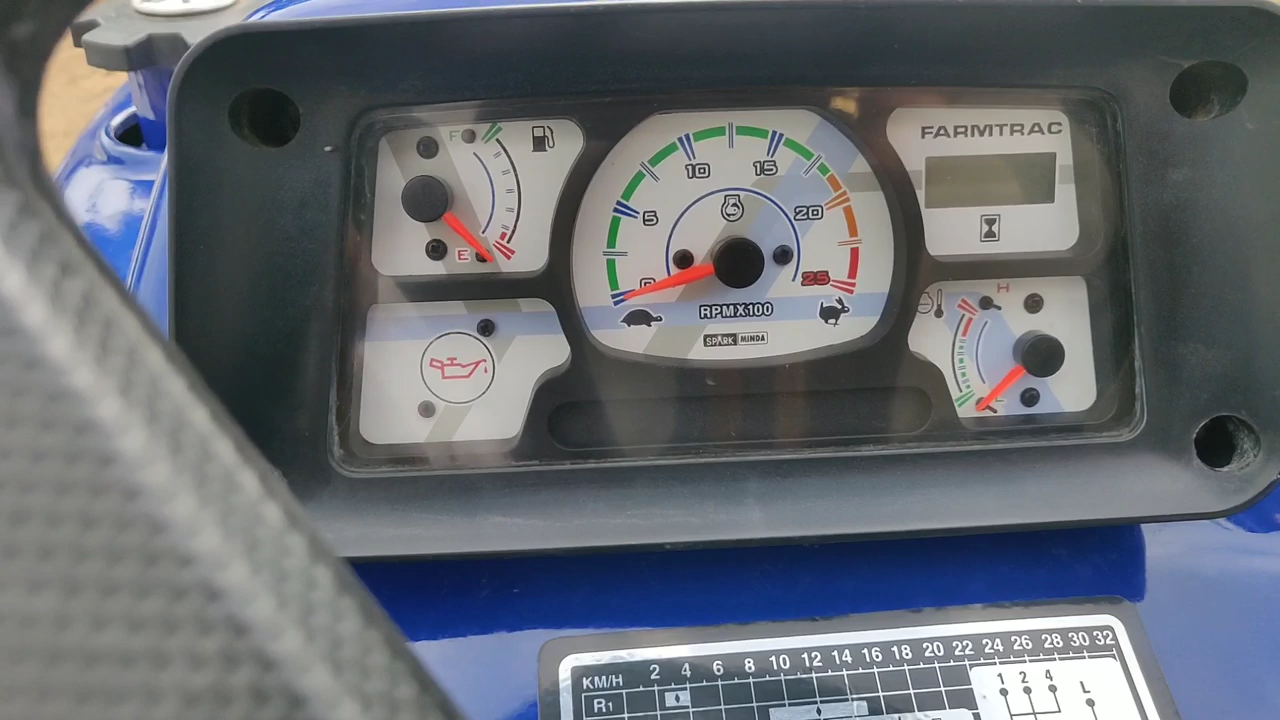 F
E
5
10
15
20
25
0
RPMX100
SPARK MINDA
FARMTRAC
H
KM/H 2 4 6 8 10 12 14 16 18 20 22 24 26 28 30 32
R1
1 2 4 L